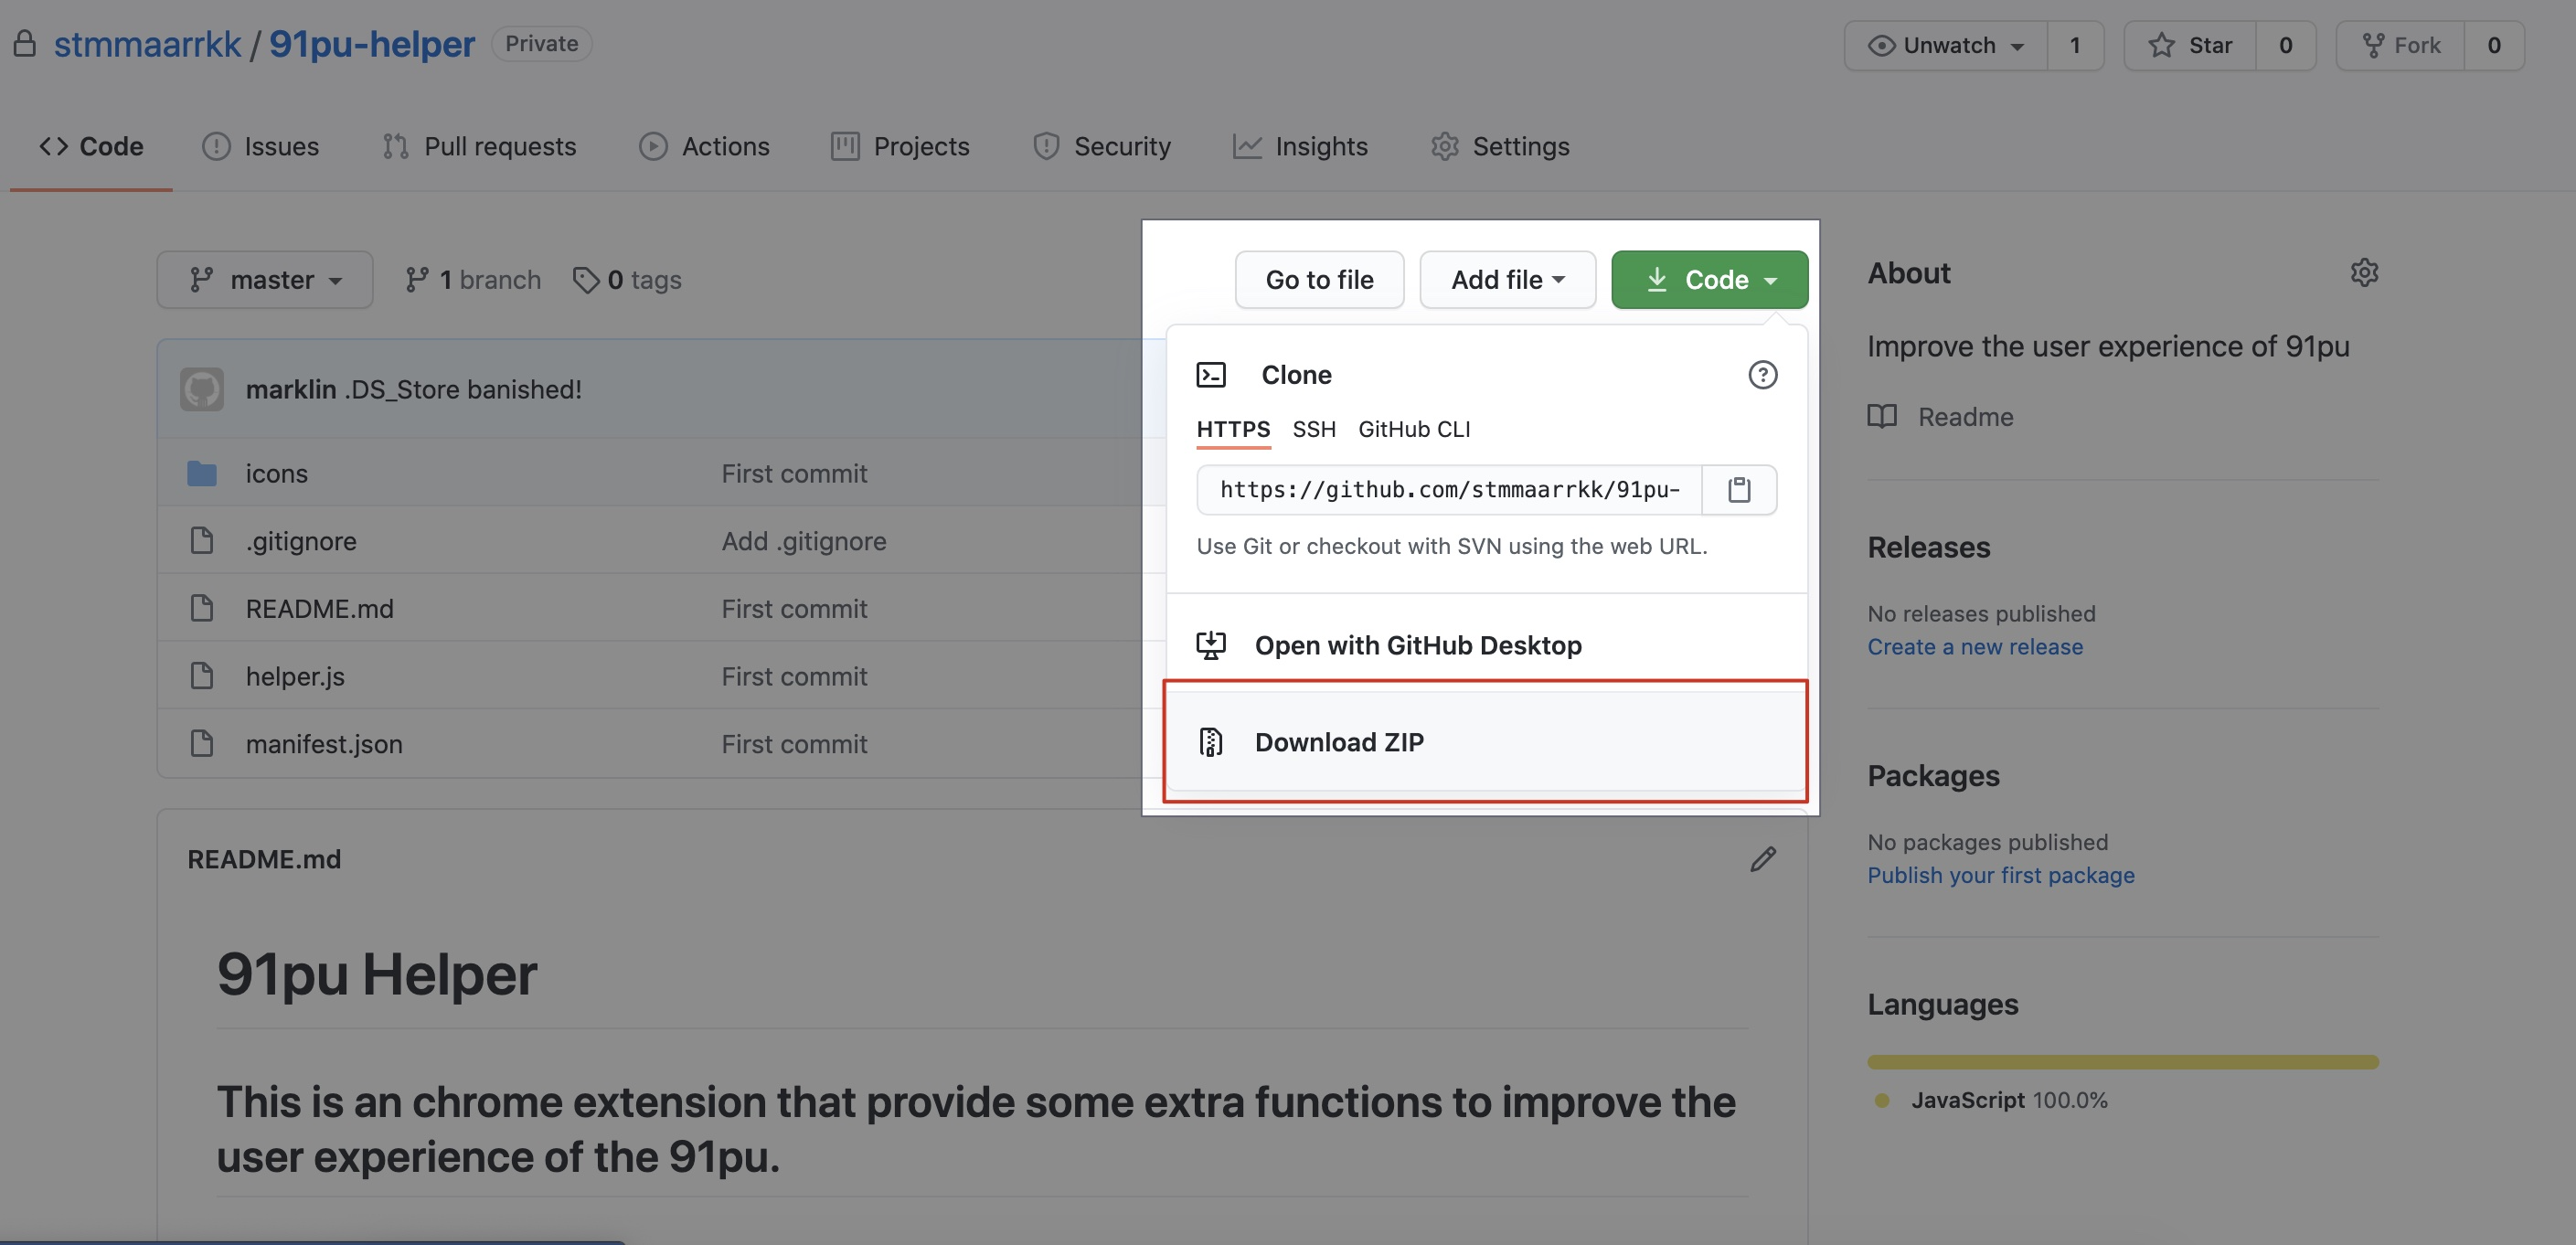 stmmaarrkk / 91pu-helper Private
Unwatch 1 Star 0 Fork 0
Code Issues Pull requests Actions Projects Security Insights Settings
master 1 branch 0 tags
Go to file Add file Code
marklin .DS_Store banished!
icons First commit
.gitignore Add .gitignore
README.md First commit
helper.js First commit
manifest.json First commit
Clone
HTTPS SSH GitHub CLI
https://github.com/stmmaarrkk/91pu-
Use Git or checkout with SVN using the web URL.
Open with GitHub Desktop
Download ZIP
README.md
91pu Helper
This is an chrome extension that provide some extra functions to improve the
user experience of the 91pu.
About
Improve the user experience of 91pu
Readme
Releases
No releases published
Create a new release
Packages
No packages published
Publish your first package
Languages
JavaScript 100.0%